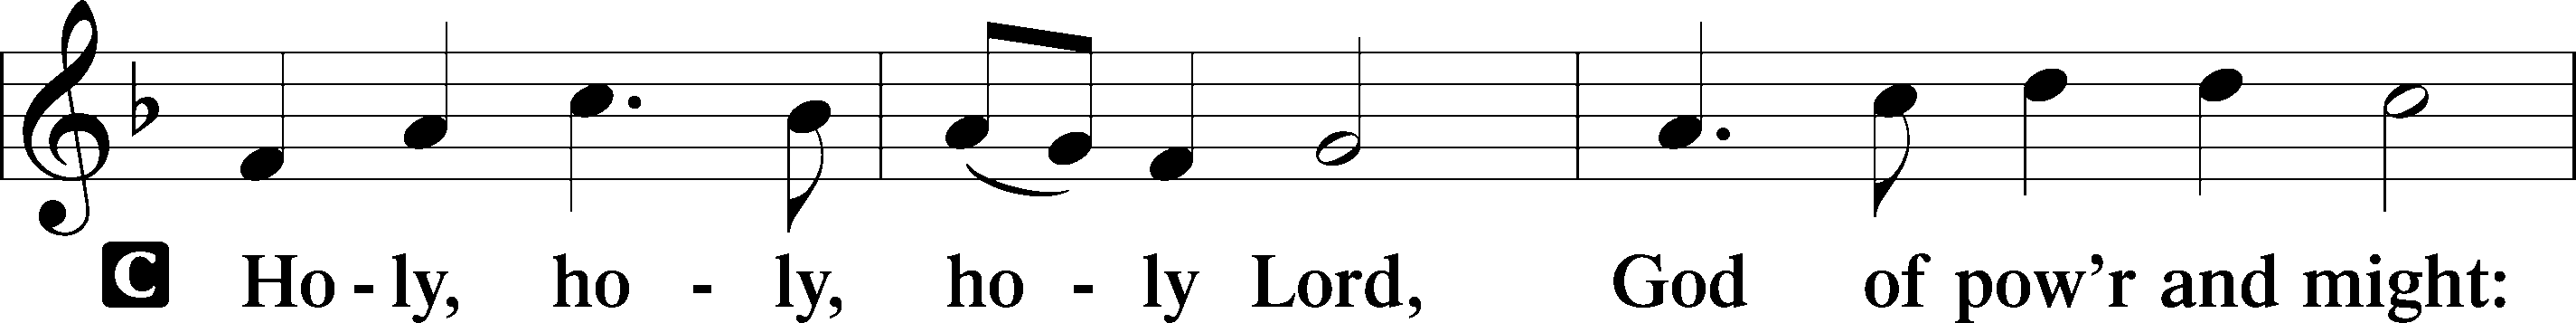 C Ho - ly, ho - ly, ho - ly Lord, God of pow’r and might: